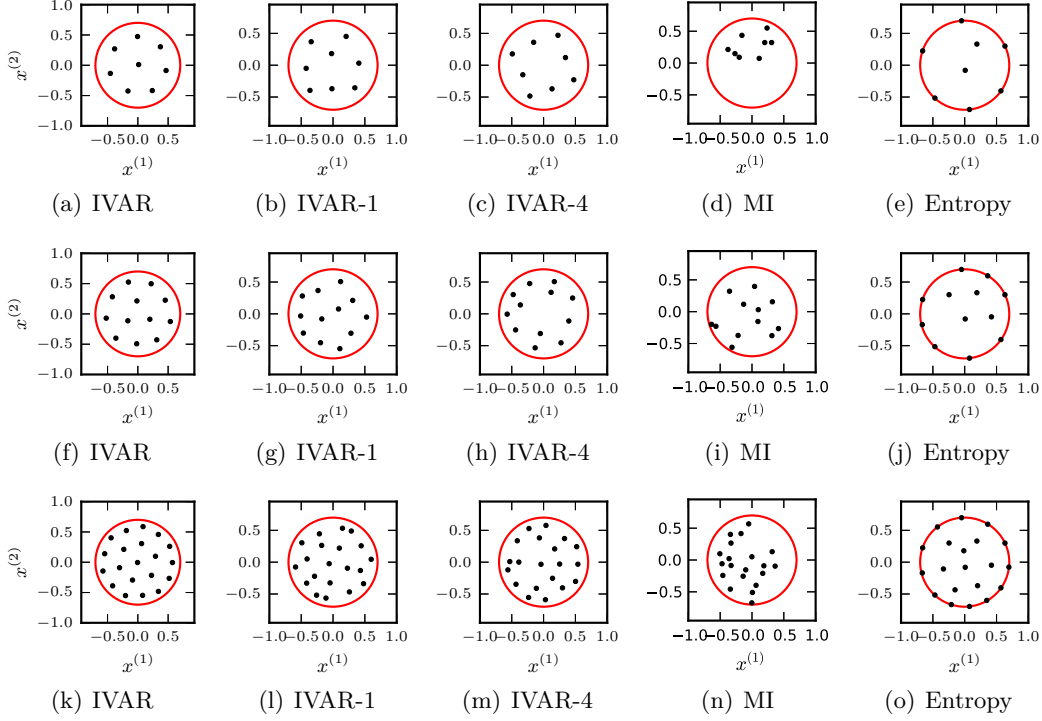 1.0
0.5
0.0
−0.5
−1.0
x^(2)
−0.5 0.0 0.5
x^(1)
(a) IVAR
0.5
0.0
−0.5
−1.0 −0.5 0.0 0.5 1.0
x^(1)
(b) IVAR-1
0.5
0.0
−0.5
−1.0 −0.5 0.0 0.5 1.0
x^(1)
(c) IVAR-4
0.5
0.0
−0.5
−1.0 −0.5 0.0 0.5 1.0
x^(1)
(d) MI
0.5
0.0
−0.5
−1.0 −0.5 0.0 0.5 1.0
x^(1)
(e) Entropy
1.0
0.5
0.0
−0.5
−1.0
x^(2)
−0.5 0.0 0.5
x^(1)
(f) IVAR
0.5
0.0
−0.5
−1.0 −0.5 0.0 0.5 1.0
x^(1)
(g) IVAR-1
0.5
0.0
−0.5
−1.0 −0.5 0.0 0.5 1.0
x^(1)
(h) IVAR-4
0.5
0.0
−0.5
−1.0 −0.5 0.0 0.5 1.0
x^(1)
(i) MI
0.5
0.0
−0.5
−1.0 −0.5 0.0 0.5 1.0
x^(1)
(j) Entropy
1.0
0.5
0.0
−0.5
−1.0
x^(2)
−0.5 0.0 0.5
x^(1)
(k) IVAR
0.5
0.0
−0.5
−1.0 −0.5 0.0 0.5 1.0
x^(1)
(l) IVAR-1
0.5
0.0
−0.5
−1.0 −0.5 0.0 0.5 1.0
x^(1)
(m) IVAR-4
0.5
0.0
−0.5
−1.0 −0.5 0.0 0.5 1.0
x^(1)
(n) MI
0.5
0.0
−0.5
−1.0 −0.5 0.0 0.5 1.0
x^(1)
(o) Entropy